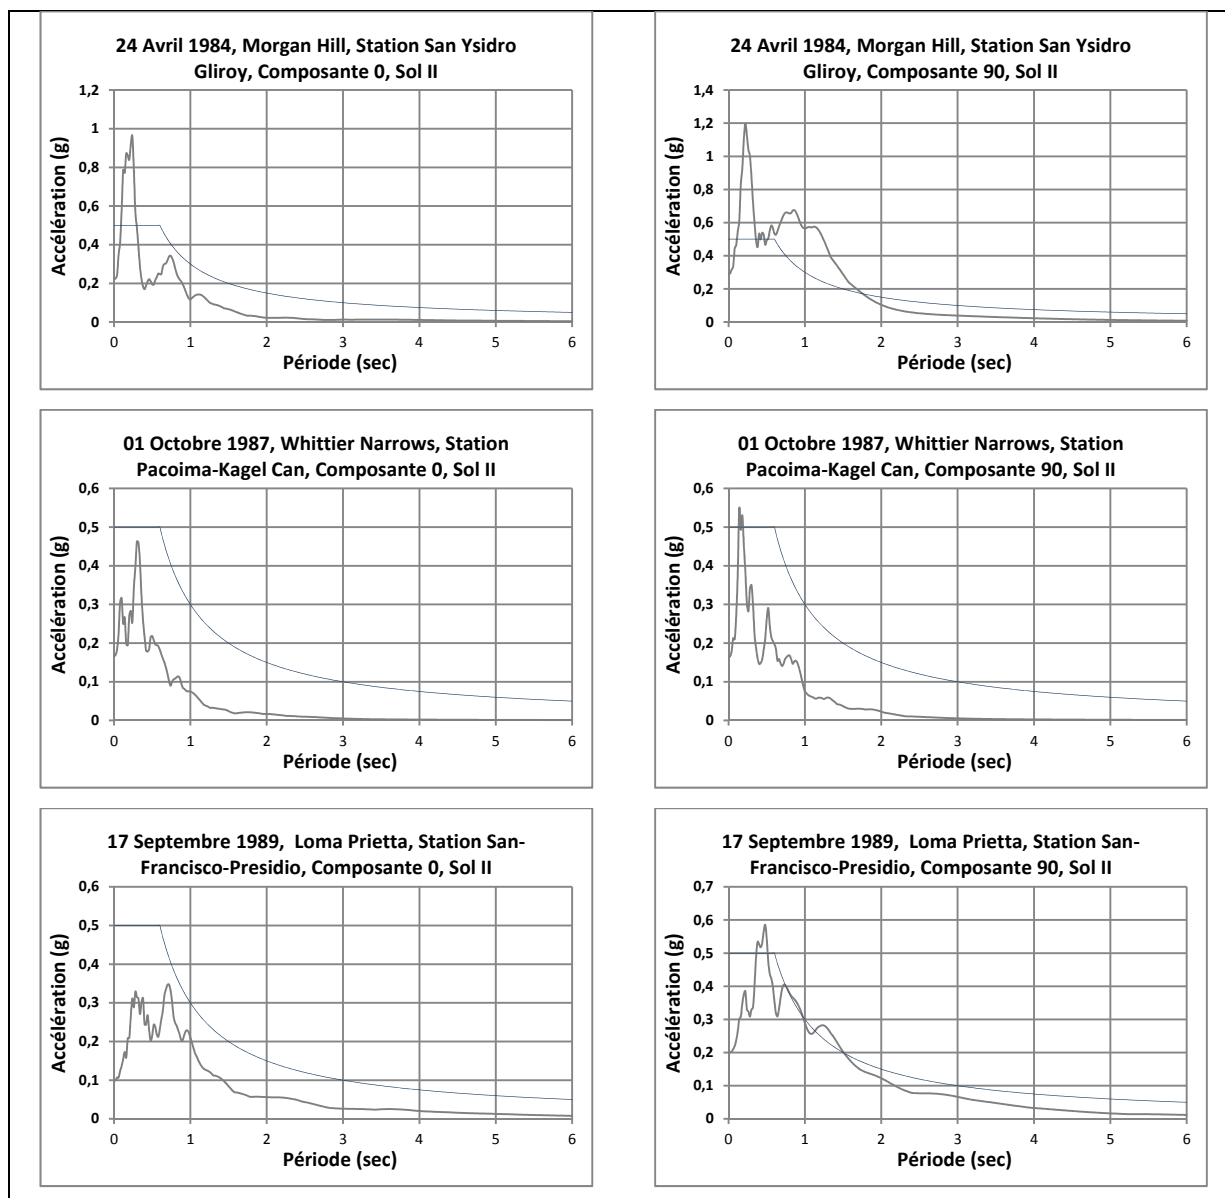 24 Avril 1984, Morgan Hill, Station San Ysidro
Gliroy, Composante 0, Sol II
1,2
1
0,8
0,6
0,4
0,2
0
Accélération (g)
0 1 2 3 4 5 6
Période (sec)
24 Avril 1984, Morgan Hill, Station San Ysidro
Gliroy, Composante 90, Sol II
1,4
1,2
1
0,8
0,6
0,4
0,2
0
Accélération (g)
0 1 2 3 4 5 6
Période (sec)
01 Octobre 1987, Whittier Narrows, Station
Pacoima-Kagel Can, Composante 0, Sol II
0,6
0,5
0,4
0,3
0,2
0,1
0
Accélération (g)
0 1 2 3 4 5 6
Période (sec)
01 Octobre 1987, Whittier Narrows, Station
Pacoima-Kagel Can, Composante 90, Sol II
0,6
0,5
0,4
0,3
0,2
0,1
0
Accélération (g)
0 1 2 3 4 5 6
Période (sec)
17 Septembre 1989, Loma Prietta, Station San-
Francisco-Presidio, Composante 0, Sol II
0,6
0,5
0,4
0,3
0,2
0,1
0
Accélération (g)
0 1 2 3 4 5 6
Période (sec)
17 Septembre 1989, Loma Prietta, Station San-
Francisco-Presidio, Composante 90, Sol II
0,7
0,6
0,5
0,4
0,3
0,2
0,1
0
Accélération (g)
0 1 2 3 4 5 6
Période (sec)